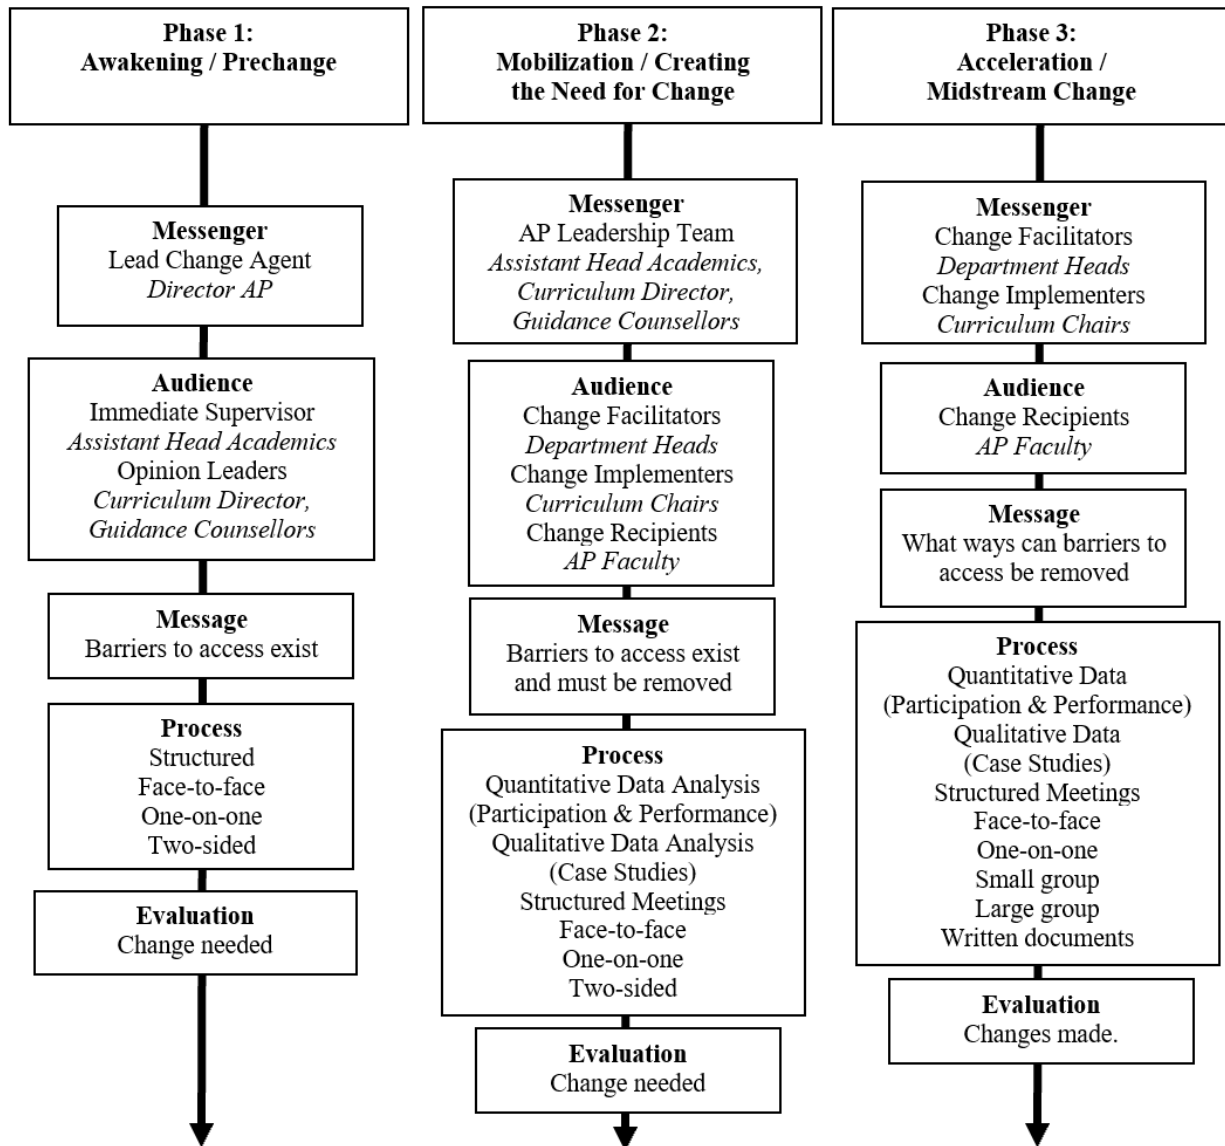 Phase 1:
Awakening / Prechange
Messenger
Lead Change Agent
Director AP
Audience
Immediate Supervisor
Assistant Head Academics
Opinion Leaders
Curriculum Director,
Guidance Counsellors
Message
Barriers to access exist
Process
Structured
Face-to-face
One-on-one
Two-sided
Evaluation
Change needed
Phase 2:
Mobilization / Creating
the Need for Change
Messenger
AP Leadership Team
Assistant Head Academics,
Curriculum Director,
Guidance Counsellors
Audience
Change Facilitators
Department Heads
Change Implementers
Curriculum Chairs
Change Recipients
AP Faculty
Message
Barriers to access exist
and must be removed
Process
Quantitative Data Analysis
(Participation & Performance)
Qualitative Data Analysis
(Case Studies)
Structured Meetings
Face-to-face
One-on-one
Two-sided
Evaluation
Change needed
Phase 3:
Acceleration /
Midstream Change
Messenger
Change Facilitators
Department Heads
Change Implementers
Curriculum Chairs
Audience
Change Recipients
AP Faculty
Message
What ways can barriers to
access be removed
Process
Quantitative Data
(Participation & Performance)
Qualitative Data
(Case Studies)
Structured Meetings
Face-to-face
One-on-one
Small group
Large group
Written documents
Evaluation
Changes made.